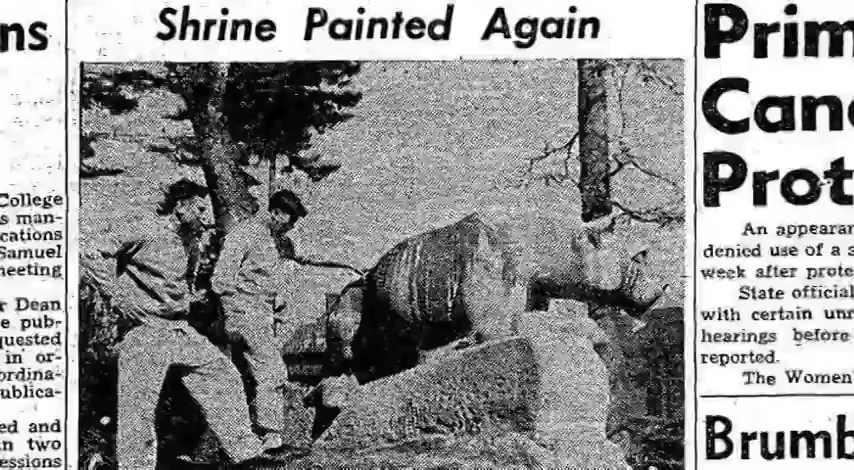 ns
College
s man-
cations
Samuel
neeting
r Dean
e pub-
quested
in or-
ordina-
ublica-
ed and
n two
essions
Shrine Painted Again
Prim
Canc
Prot
An appearan
denied use of a s
week after prote
State official
with certain unr
hearings before
reported.
The Women'
Brumb